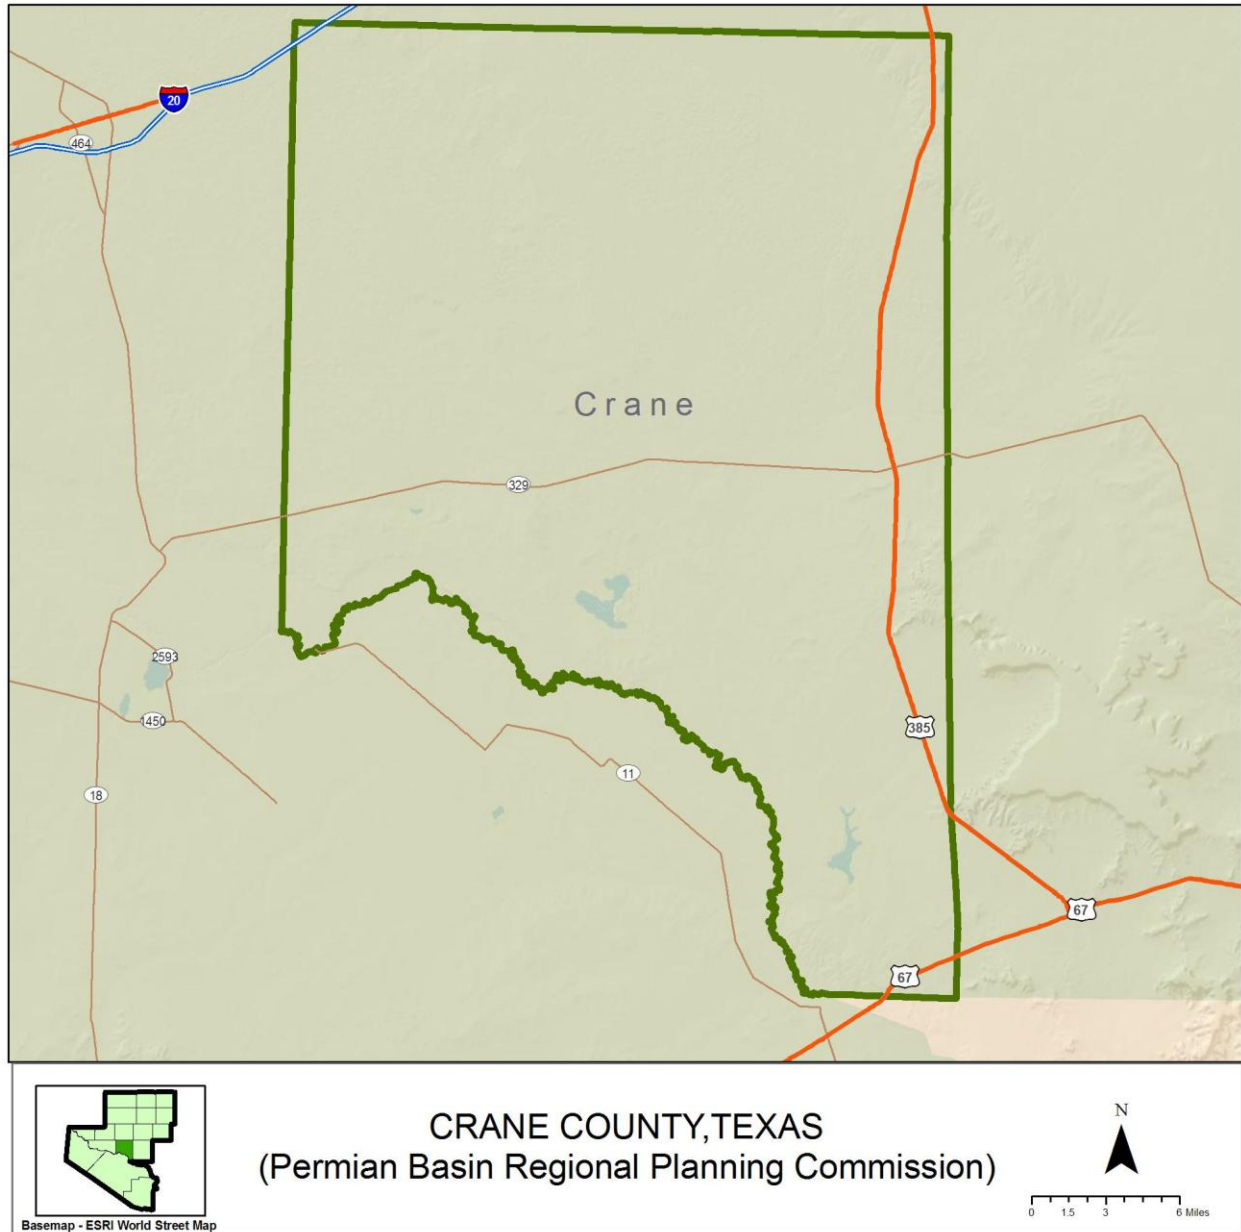 20
464
Crane
329
2593
385
1450
11
18
67
67
CRANE COUNTY,TEXAS
(Permian Basin Regional Planning Commission)
N
0 1.5 3 6 Miles
Basemap - ESRI World Street Map